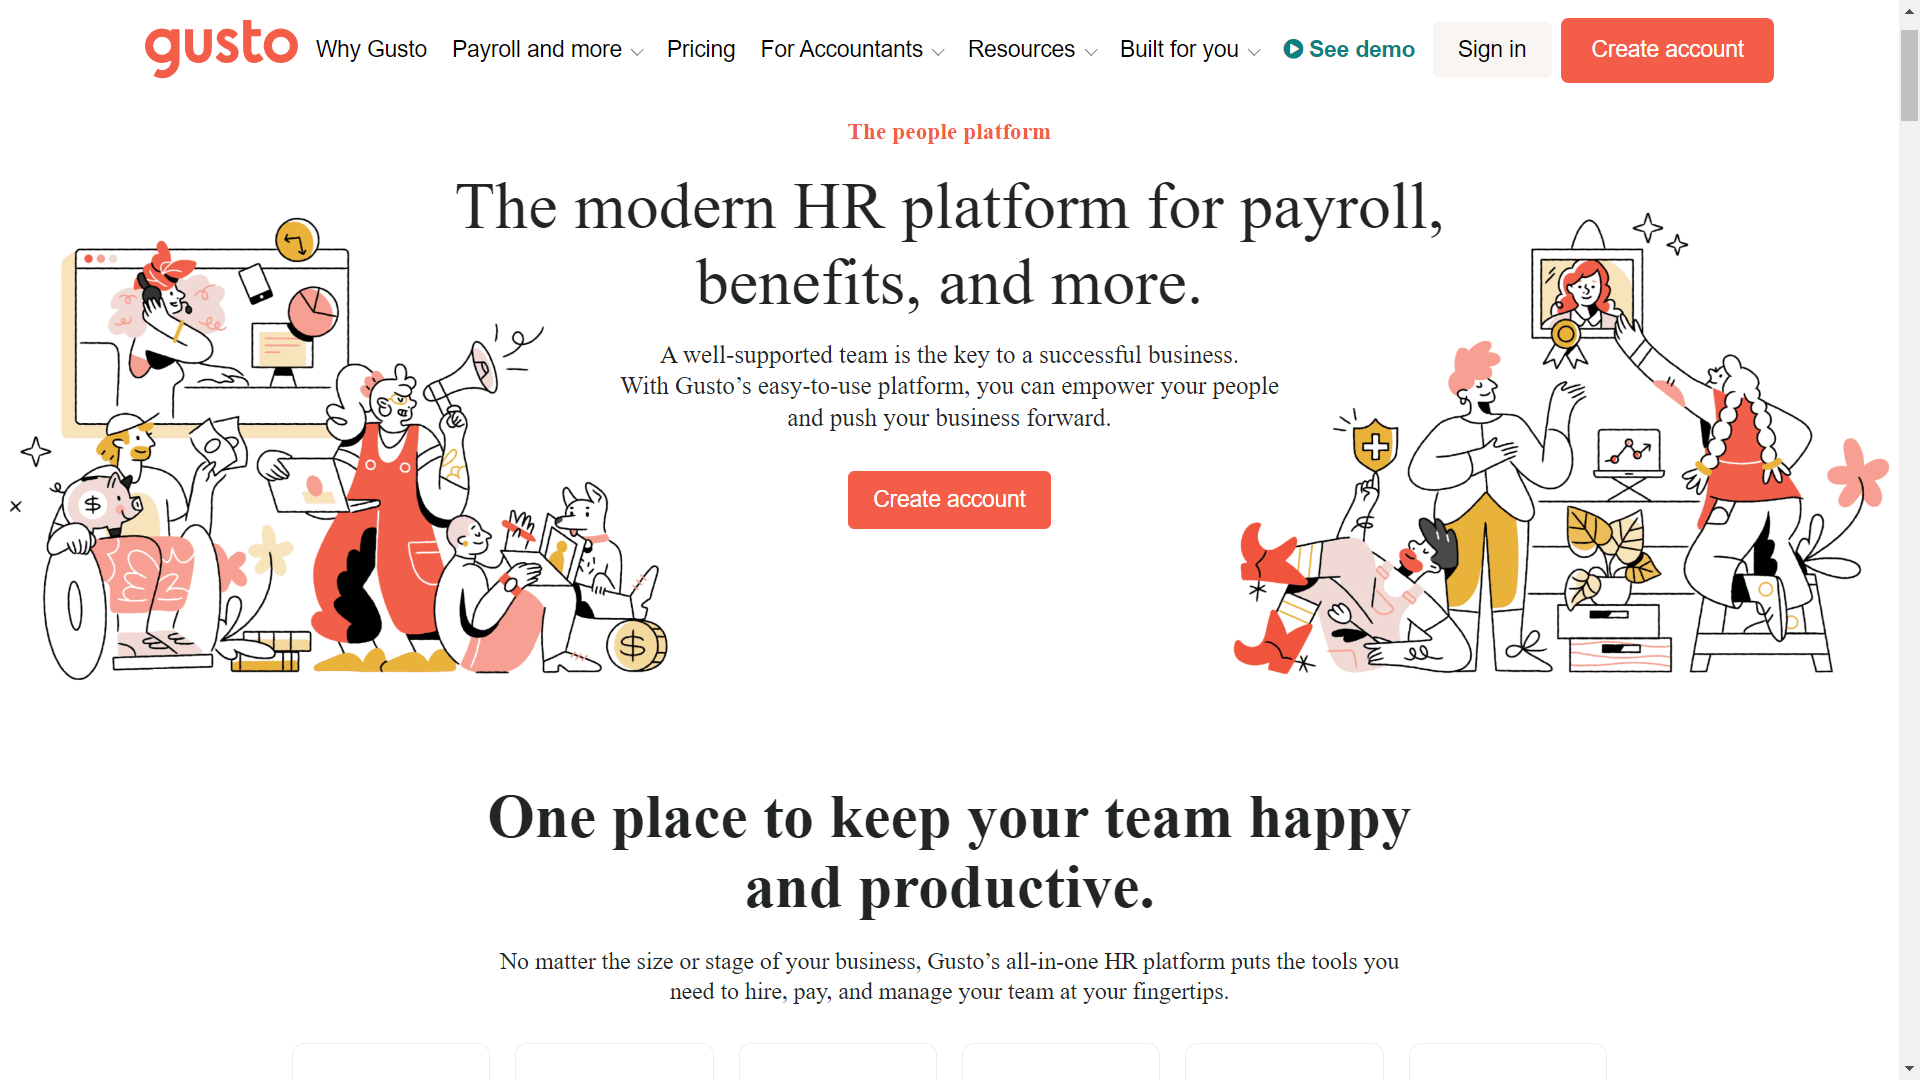 gusto Why Gusto Payroll and more Pricing For Accountants Resources Built for you See demo Sign in Create account
The people platform
The modern HR platform for payroll,
benefits, and more.
A well-supported team is the key to a successful business.
With Gusto’s easy-to-use platform, you can empower your people
and push your business forward.
Create account
$
$
One place to keep your team happy
and productive.
No matter the size or stage of your business, Gusto’s all-in-one HR platform puts the tools you
need to hire, pay, and manage your team at your fingertips.